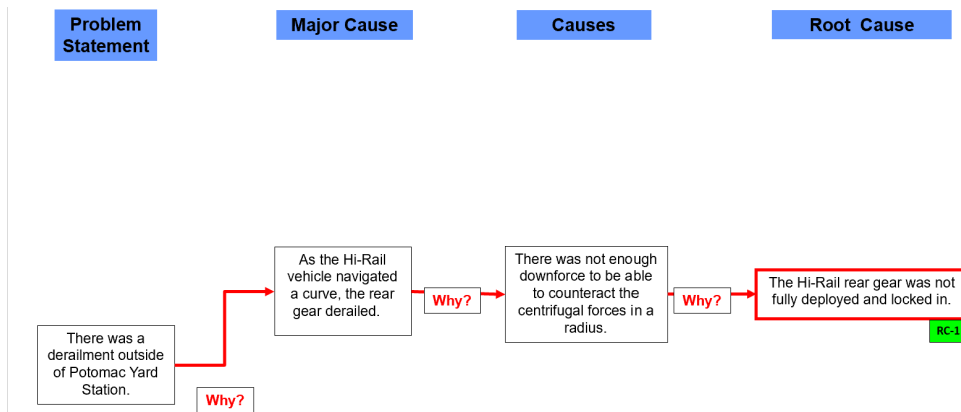 Problem
Statement
Major Cause
Causes
Root Cause
There was a
derailment outside
of Potomac Yard
Station.
Why?
As the Hi-Rail
vehicle navigated
a curve, the rear
gear derailed.
Why?
There was not enough
downforce to be able
to counteract the
centrifugal forces in a
radius.
Why?
The Hi-Rail rear gear was not
fully deployed and locked in.
RC-1